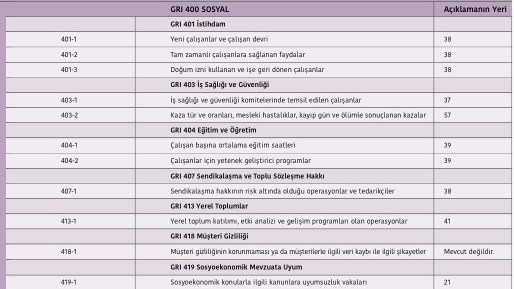 GRI 400 SOSYAL Açıklamanın Yeri
GRI 401 İstihdam
401-1 Yeni çalışanlar ve çalışan devri 38
401-2 Tam zamanlı çalışanlara sağlanan faydalar 38
401-3 Doğum izni kullanan ve işe geri dönen çalışanlar 38
GRI 403 İş Sağlığı ve Güvenliği
403-1 İş sağlığı ve güvenliği komitelerinde temsil edilen çalışanlar 37
403-2 Kaza tür ve oranları, mesleki hastalıklar, kayıp gün ve ölümle sonuçlanan kazalar 57
GRI 404 Eğitim ve Öğretim
404-1 Çalışan başına ortalama eğitim saatleri 39
404-2 Çalışanlar için yetenek geliştirici programlar 39
GRI 407 Sendikalaşma ve Toplu Sözleşme Hakkı
407-1 Sendikalaşma hakkının risk altında olduğu operasyonlar ve tedarikçiler 38
GRI 413 Yerel Toplumlar
413-1 Yerel toplum katılımı, etki analizi ve gelişim programları olan operasyonlar 41
GRI 418 Müşteri Gizliliği
418-1 Müşteri gizliliğinin korunmaması ya da müşterilerle ilgili veri kaybı ile ilgili şikayetler Mevcut değildir.
GRI 419 Sosyoekonomik Mevzuata Uyum
419-1 Sosyoekonomik konularla ilgili kanunlara uyumsuzluk vakaları 21